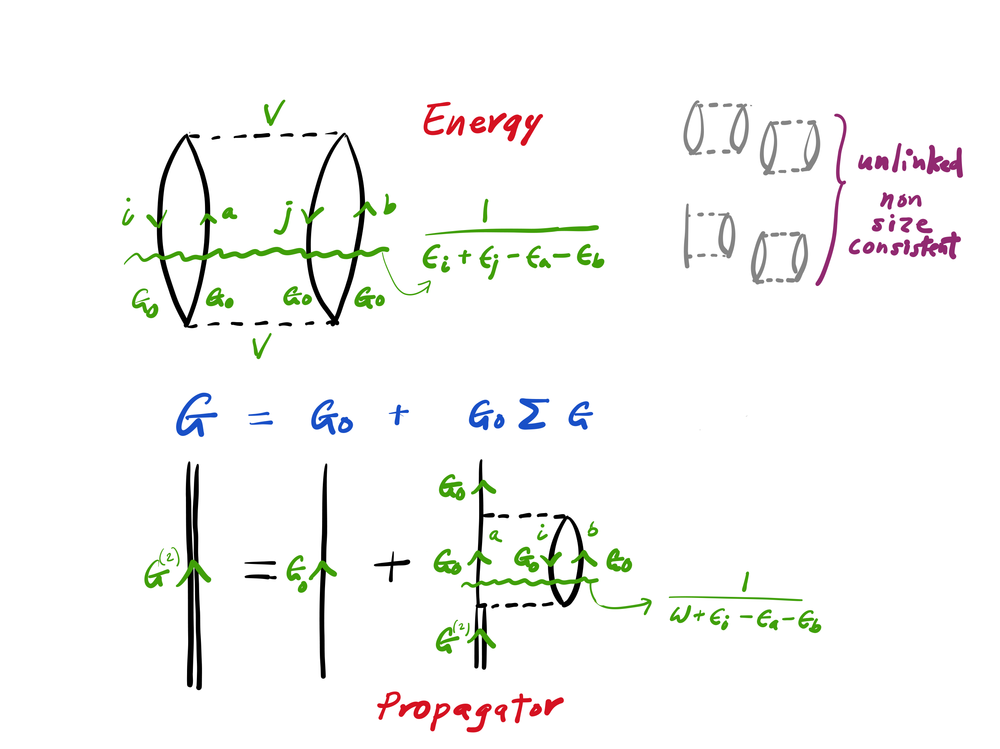 V
Energy
i a j b
1
ϵi + ϵj - ϵa - ϵb
G0 G0 G0 G0
V
unlinked
non
size
consistent
G = G0 + G0 Σ G
G0
a i b
G(2) = G0 + G0 G0 G0
1
ω + ϵi - ϵa - ϵb
G(2)
Propagator